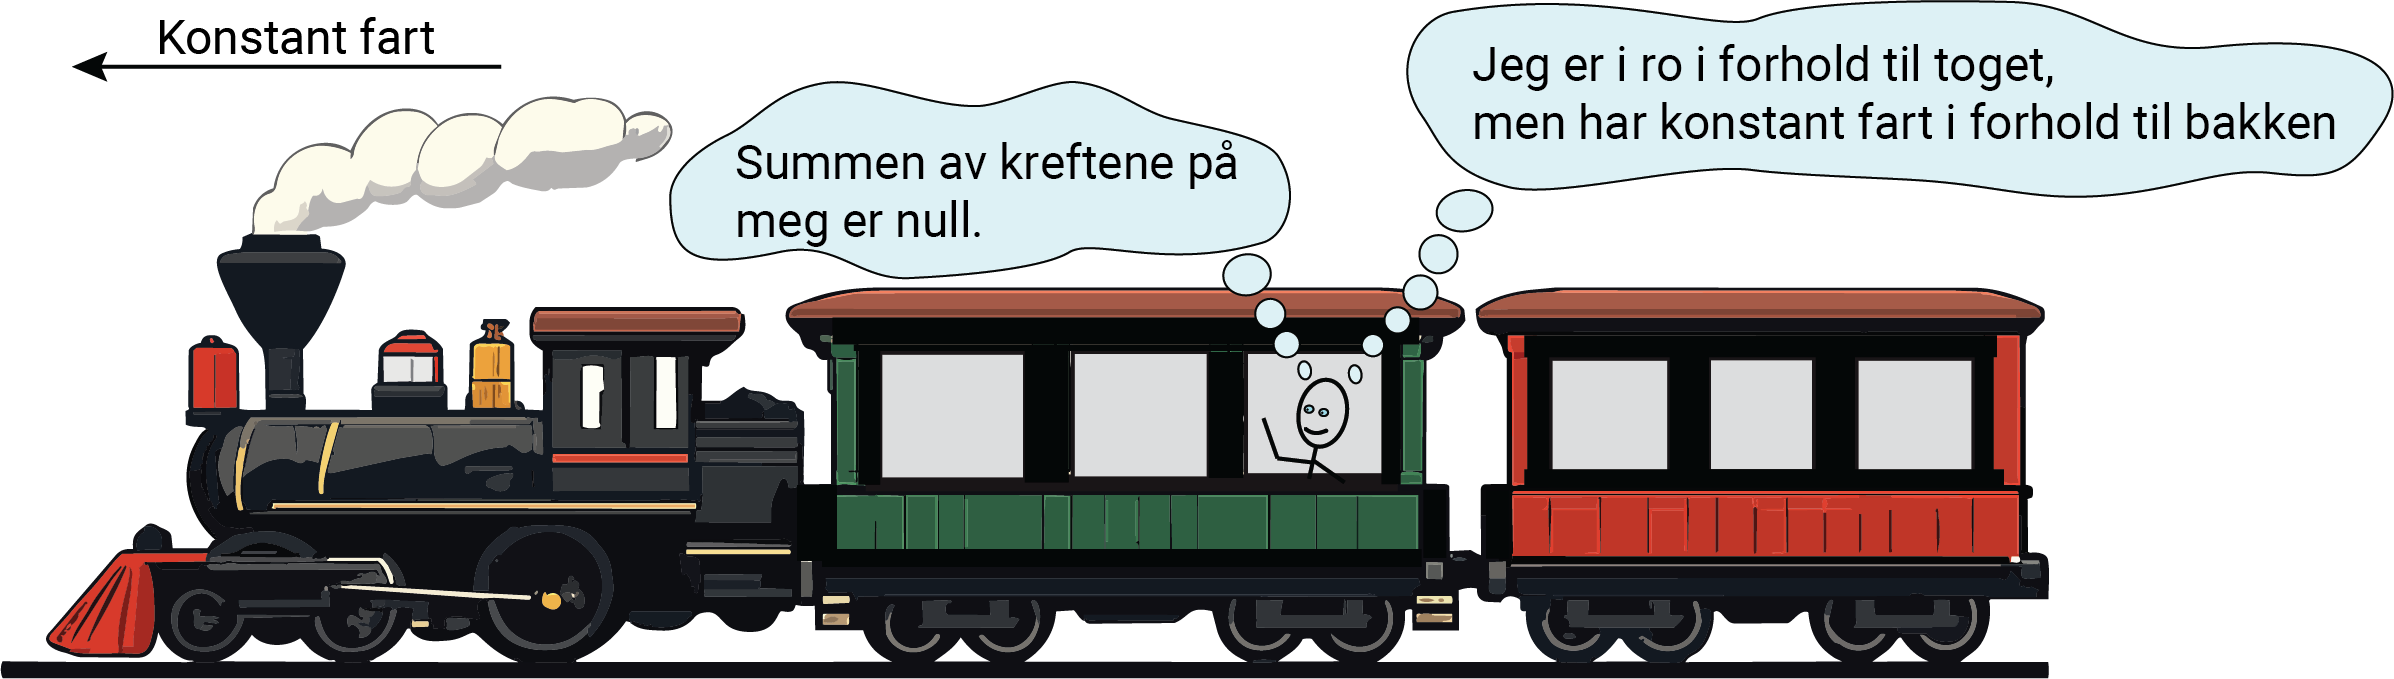 Konstant fart
Summen av kreftene på
meg er null.
Jeg er i ro i forhold til toget,
men har konstant fart i forhold til bakken